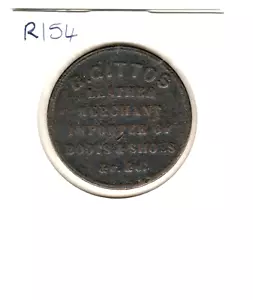 R154
B. GITTOS
LEATHER
MERCHANT
IMPORTER OF
BOOTS & SHOES
&c. &c.